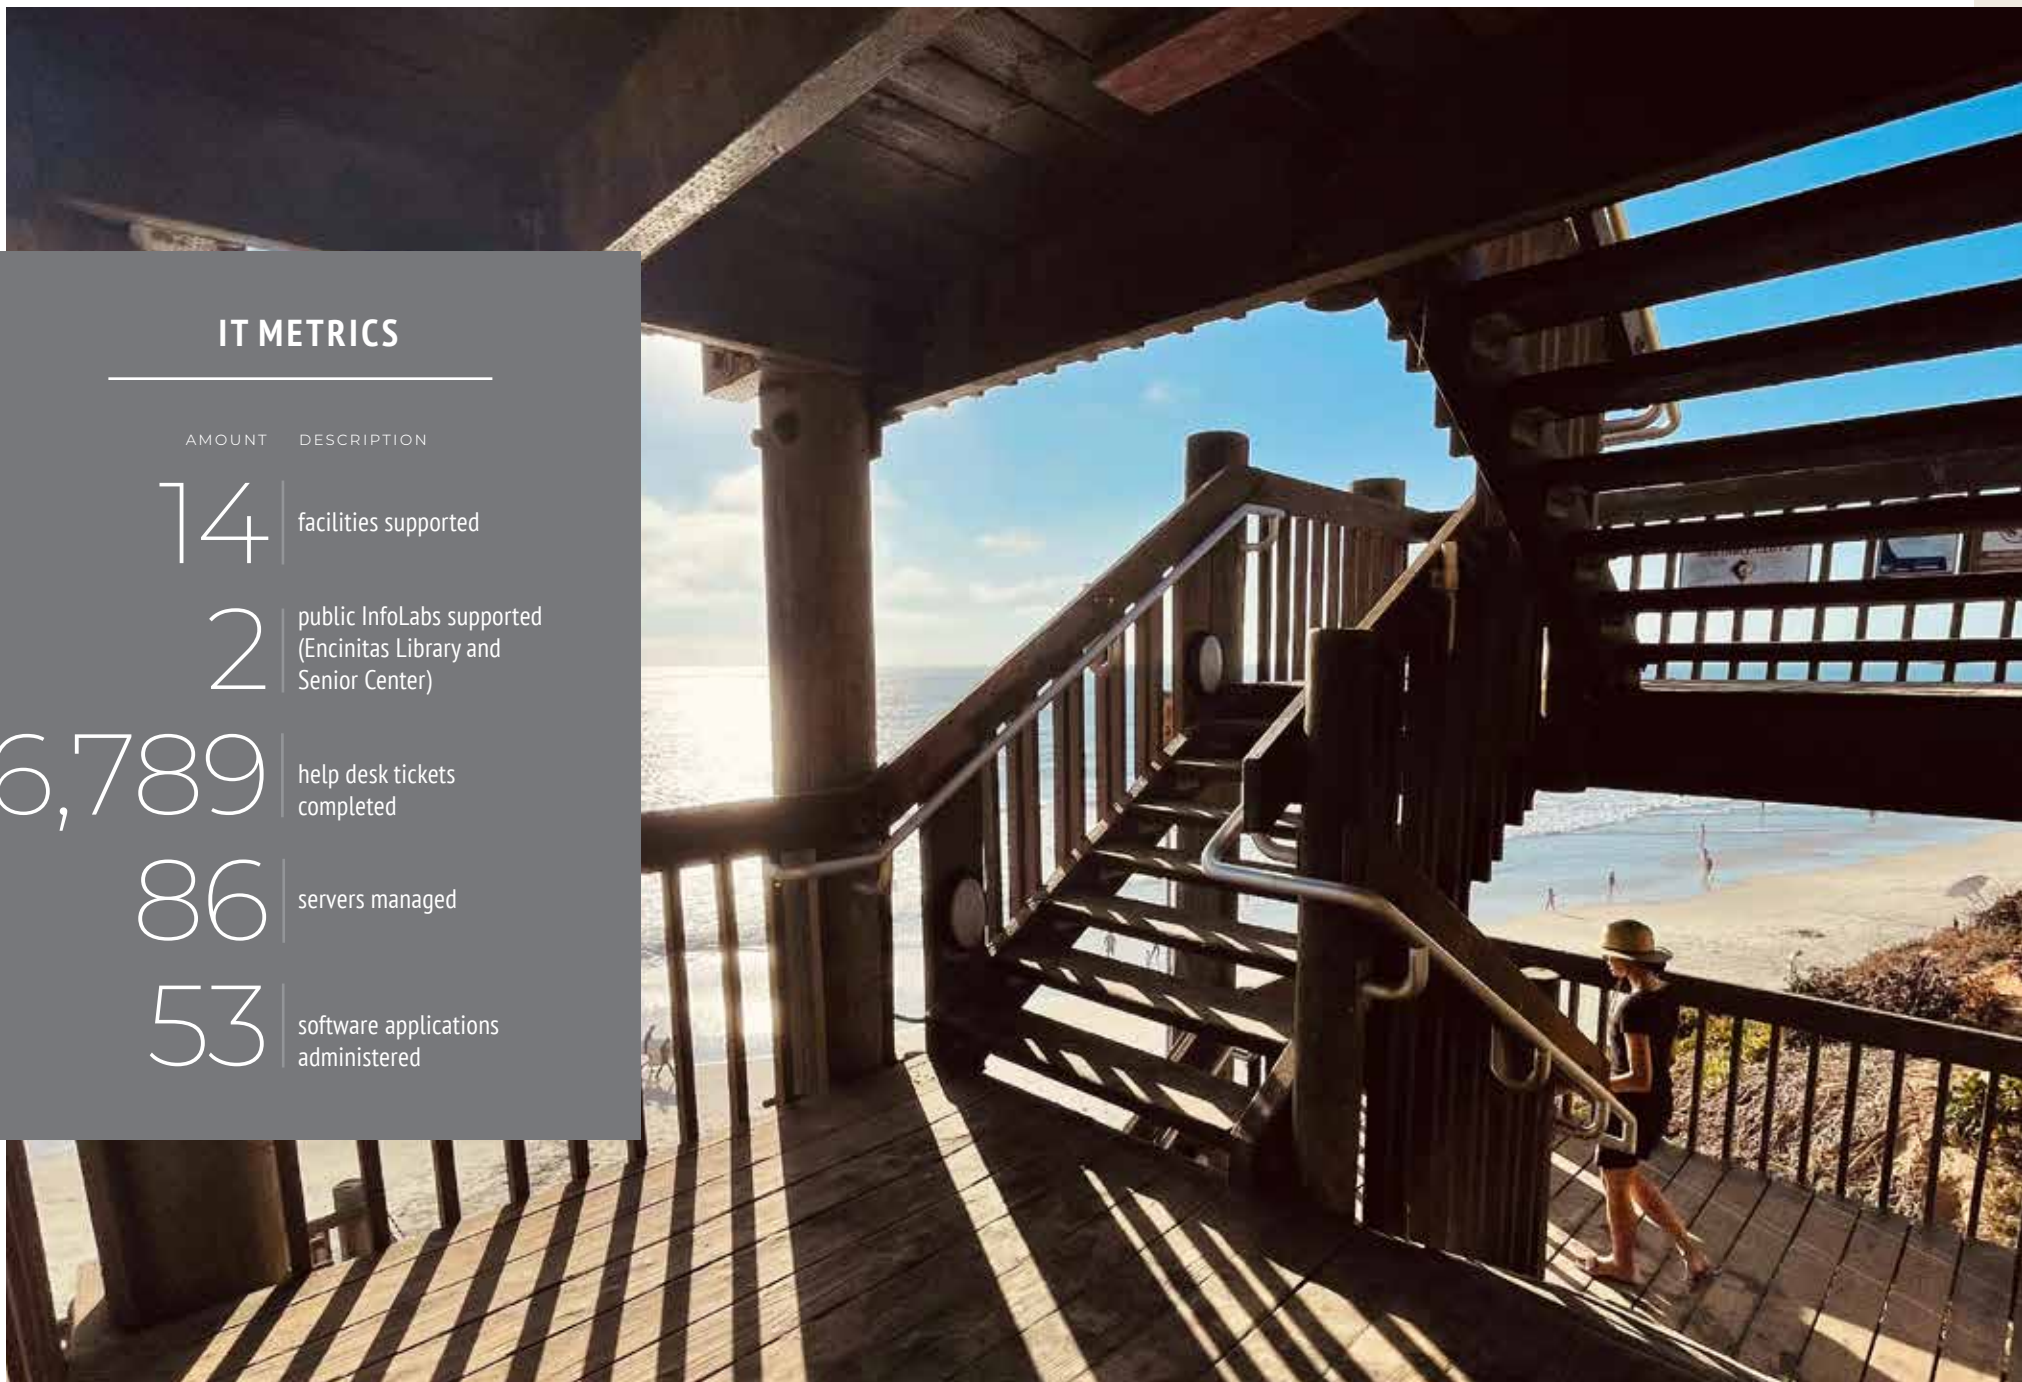 IT METRICS
AMOUNT DESCRIPTION
14 facilities supported
2 public InfoLabs supported
(Encinitas Library and
Senior Center)
6,789 help desk tickets
completed
86 servers managed
53 software applications
administered